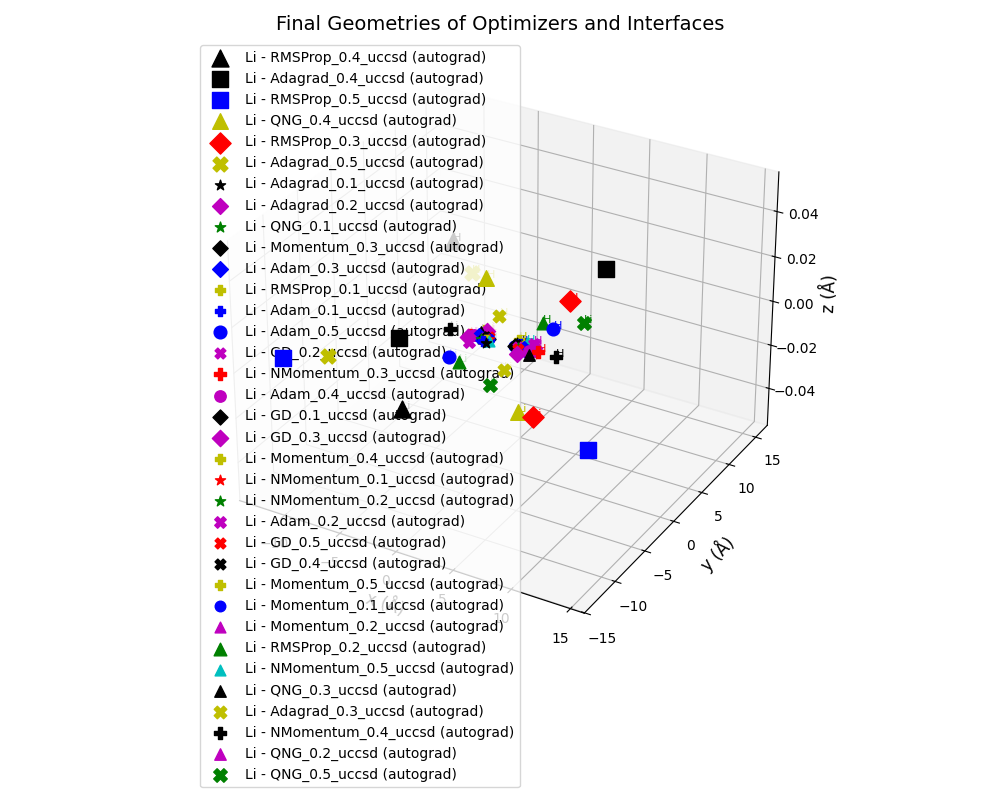 Final Geometries of Optimizers and Interfaces
Li - RMSProp_0.4_uccsd (autograd)
Li - Adagrad_0.4_uccsd (autograd)
Li - RMSProp_0.5_uccsd (autograd)
Li - QNG_0.4_uccsd (autograd)
Li - RMSProp_0.3_uccsd (autograd)
Li - Adagrad_0.5_uccsd (autograd)
Li - Adagrad_0.1_uccsd (autograd)
Li - Adagrad_0.2_uccsd (autograd)
Li - QNG_0.1_uccsd (autograd)
Li - Momentum_0.3_uccsd (autograd)
Li - Adam_0.3_uccsd (autograd)
Li - RMSProp_0.1_uccsd (autograd)
Li - Adam_0.1_uccsd (autograd)
Li - Adam_0.5_uccsd (autograd)
Li - GD_0.2_uccsd (autograd)
Li - NMomentum_0.3_uccsd (autograd)
Li - Adam_0.4_uccsd (autograd)
Li - GD_0.1_uccsd (autograd)
Li - GD_0.3_uccsd (autograd)
Li - Momentum_0.4_uccsd (autograd)
Li - NMomentum_0.1_uccsd (autograd)
Li - NMomentum_0.2_uccsd (autograd)
Li - Adam_0.2_uccsd (autograd)
Li - GD_0.5_uccsd (autograd)
Li - GD_0.4_uccsd (autograd)
Li - Momentum_0.5_uccsd (autograd)
Li - Momentum_0.1_uccsd (autograd)
Li - Momentum_0.2_uccsd (autograd)
Li - RMSProp_0.2_uccsd (autograd)
Li - NMomentum_0.5_uccsd (autograd)
Li - QNG_0.3_uccsd (autograd)
Li - Adagrad_0.3_uccsd (autograd)
Li - NMomentum_0.4_uccsd (autograd)
Li - QNG_0.2_uccsd (autograd)
Li - QNG_0.5_uccsd (autograd)
H
H
H
H
0.04
0.02
0.00
−0.02
−0.04
z (Å)
15
10
5
0
−5
−10
−15
y (Å)
−5
0
5
10
15
x (Å)